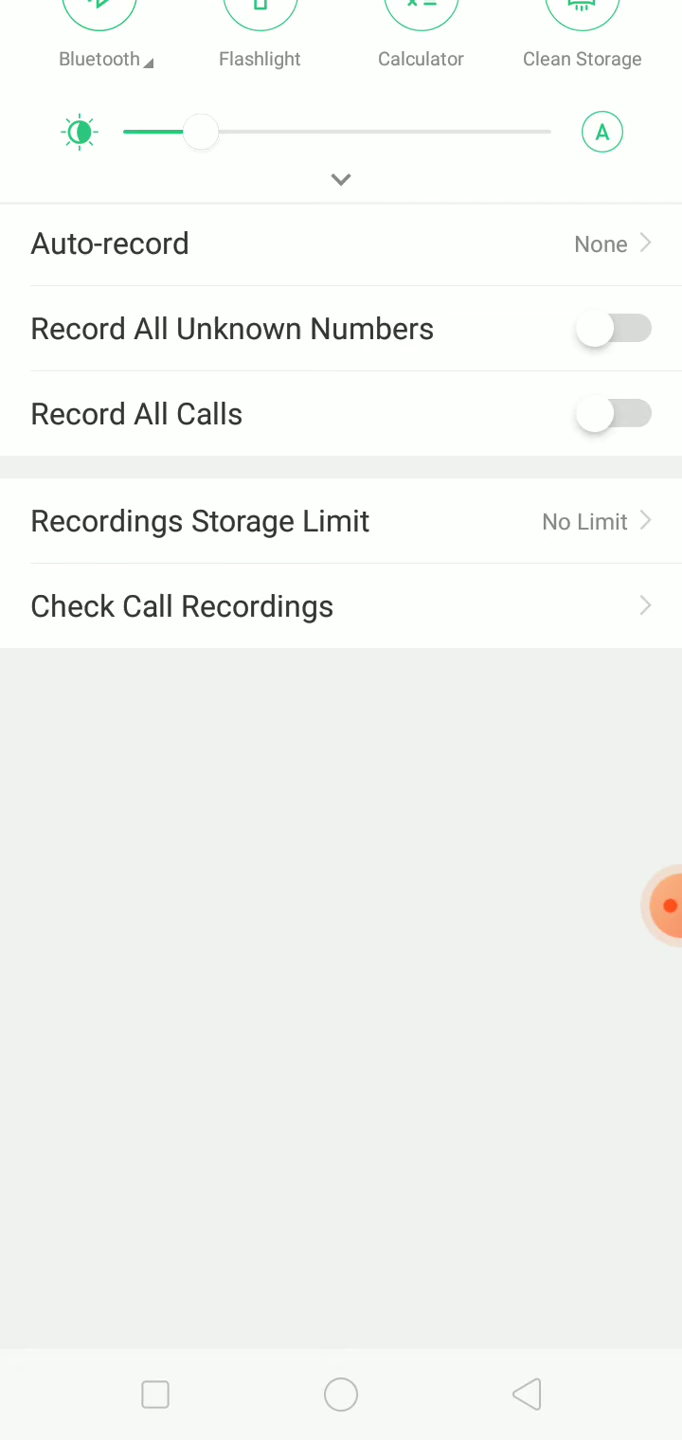 Bluetooth
Flashlight
Calculator
Clean Storage
A
Auto-record
None
Record All Unknown Numbers
Record All Calls
Recordings Storage Limit
No Limit
Check Call Recordings